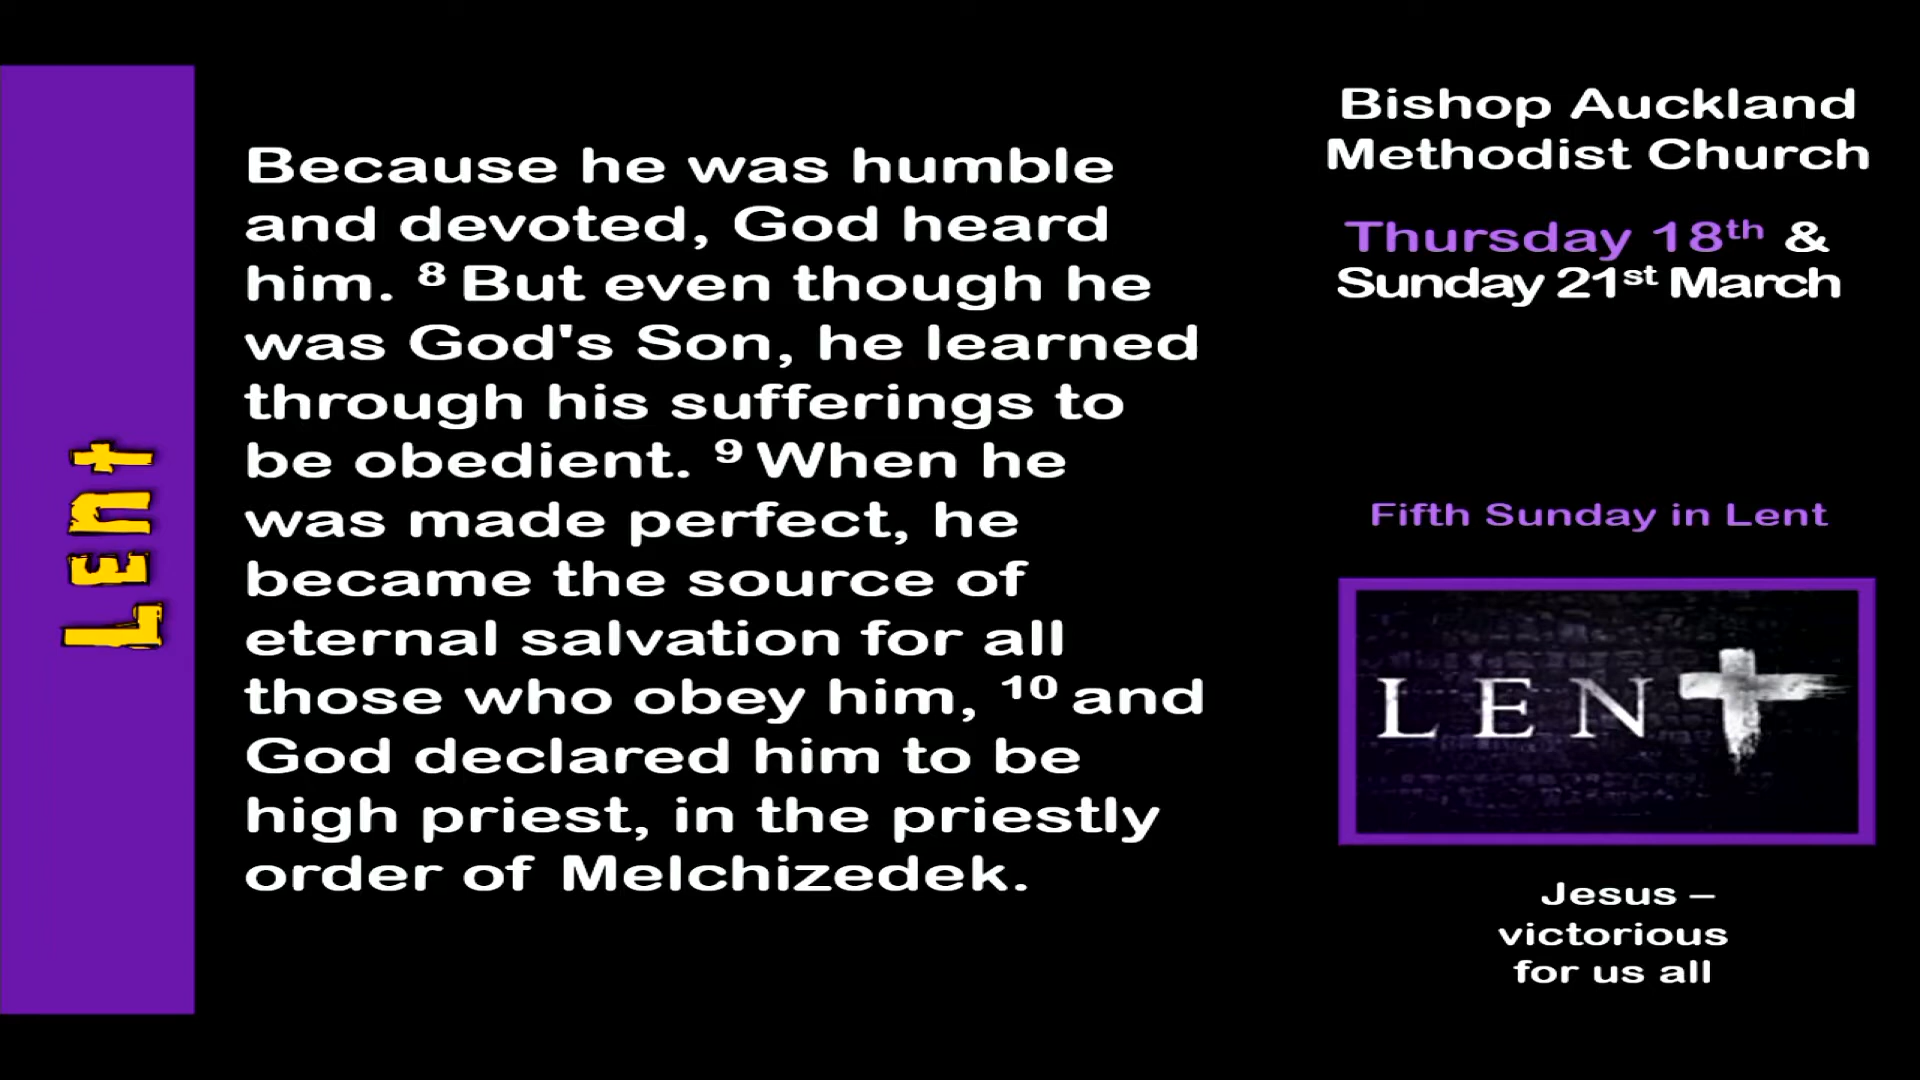 Lent
Because he was humble
and devoted, God heard
him. 8 But even though he
was God's Son, he learned
through his sufferings to
be obedient. 9 When he
was made perfect, he
became the source of
eternal salvation for all
those who obey him, 10 and
God declared him to be
high priest, in the priestly
order of Melchizedek.
Bishop Auckland
Methodist Church
Thursday 18th &
Sunday 21st March
Fifth Sunday in Lent
LENT
Jesus –
victorious
for us all